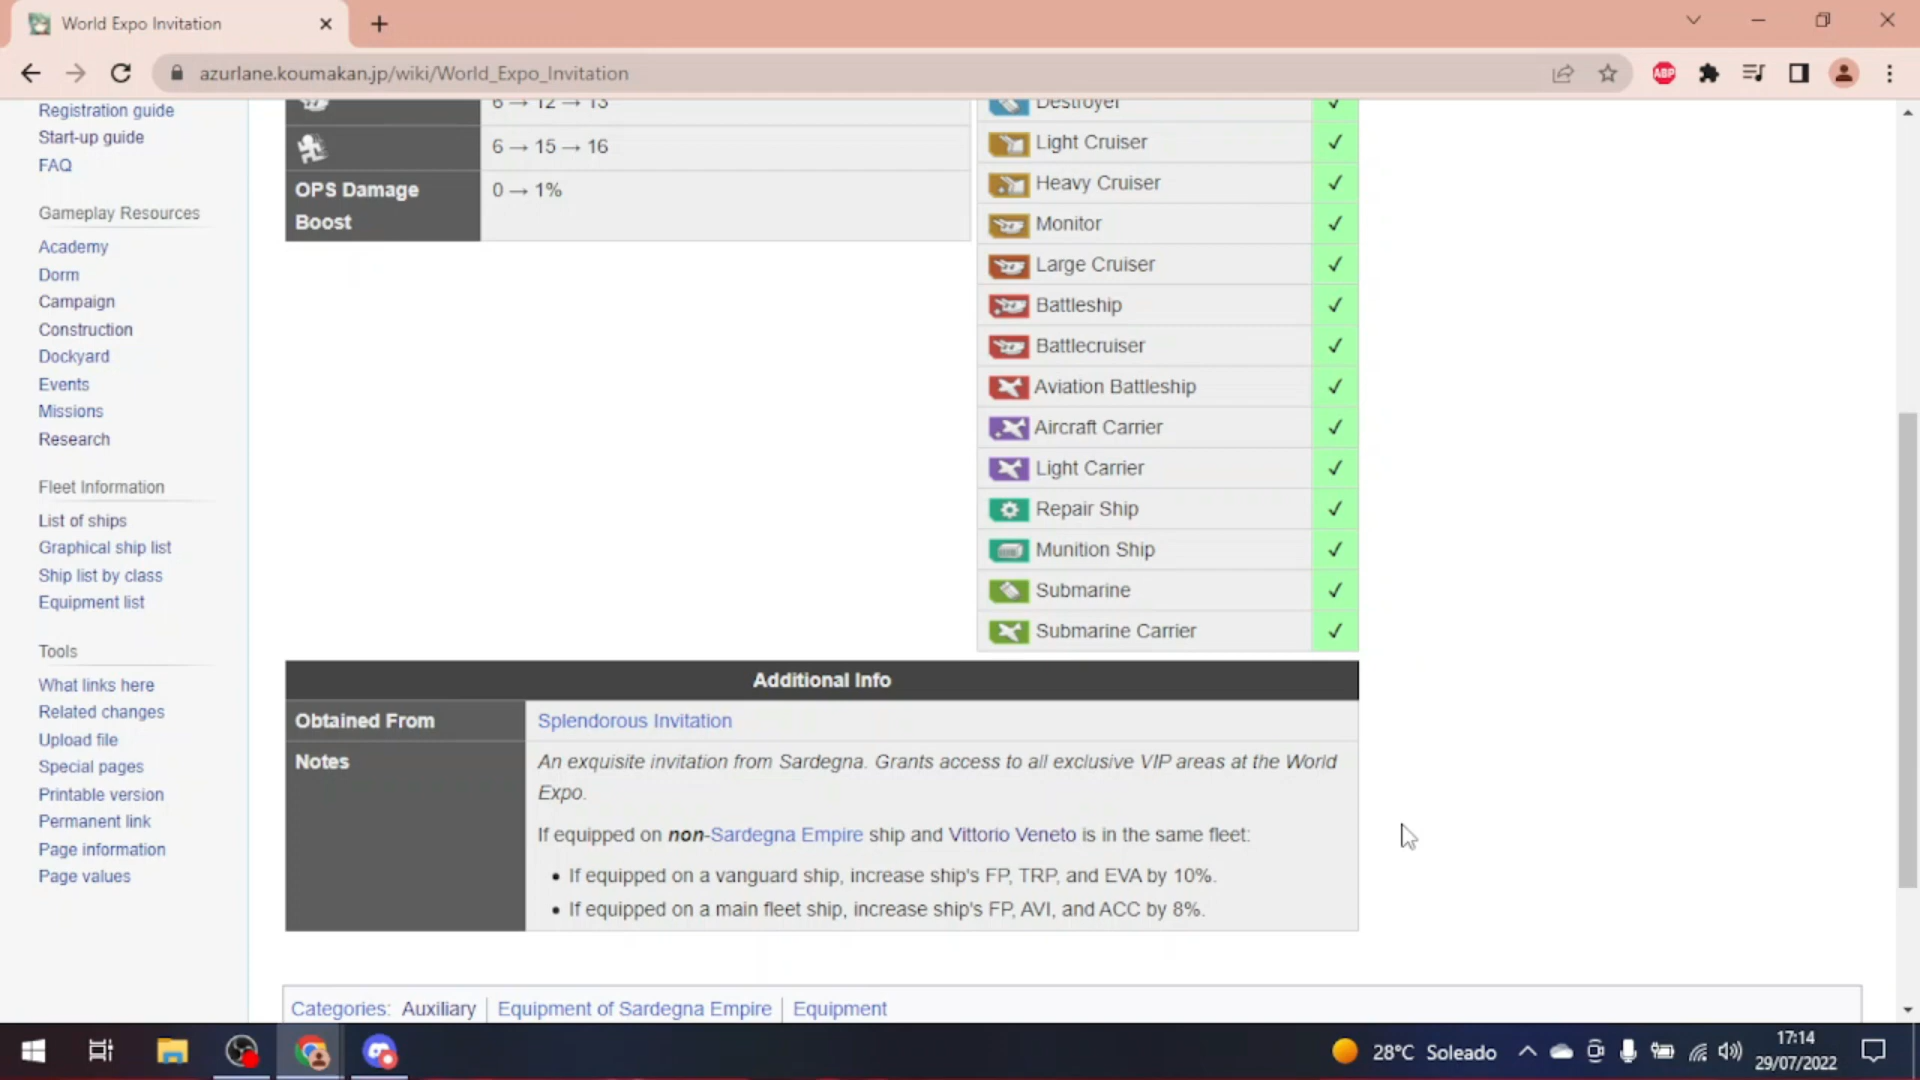 World Expo Invitation
azurlane.koumakan.jp/wiki/World_Expo_Invitation
ABP
Registration guide
Start-up guide
FAQ
Gameplay Resources
Academy
Dorm
Campaign
Construction
Dockyard
Events
Missions
Research
Fleet Information
List of ships
Graphical ship list
Ship list by class
Equipment list
Tools
What links here
Related changes
Upload file
Special pages
Printable version
Permanent link
Page information
Page values
6 → 12 → 13
6 → 15 → 16
OPS Damage Boost
0 → 1%
Destroyer ✓
Light Cruiser ✓
Heavy Cruiser ✓
Monitor ✓
Large Cruiser ✓
Battleship ✓
Battlecruiser ✓
Aviation Battleship ✓
Aircraft Carrier ✓
Light Carrier ✓
Repair Ship ✓
Munition Ship ✓
Submarine ✓
Submarine Carrier ✓
Additional Info
Obtained From Splendorous Invitation
Notes
An exquisite invitation from Sardegna. Grants access to all exclusive VIP areas at the World
Expo.
If equipped on non-Sardegna Empire ship and Vittorio Veneto is in the same fleet:
• If equipped on a vanguard ship, increase ship's FP, TRP, and EVA by 10%.
• If equipped on a main fleet ship, increase ship's FP, AVI, and ACC by 8%.
Categories: Auxiliary | Equipment of Sardegna Empire | Equipment
28°C Soleado
17:14
29/07/2022